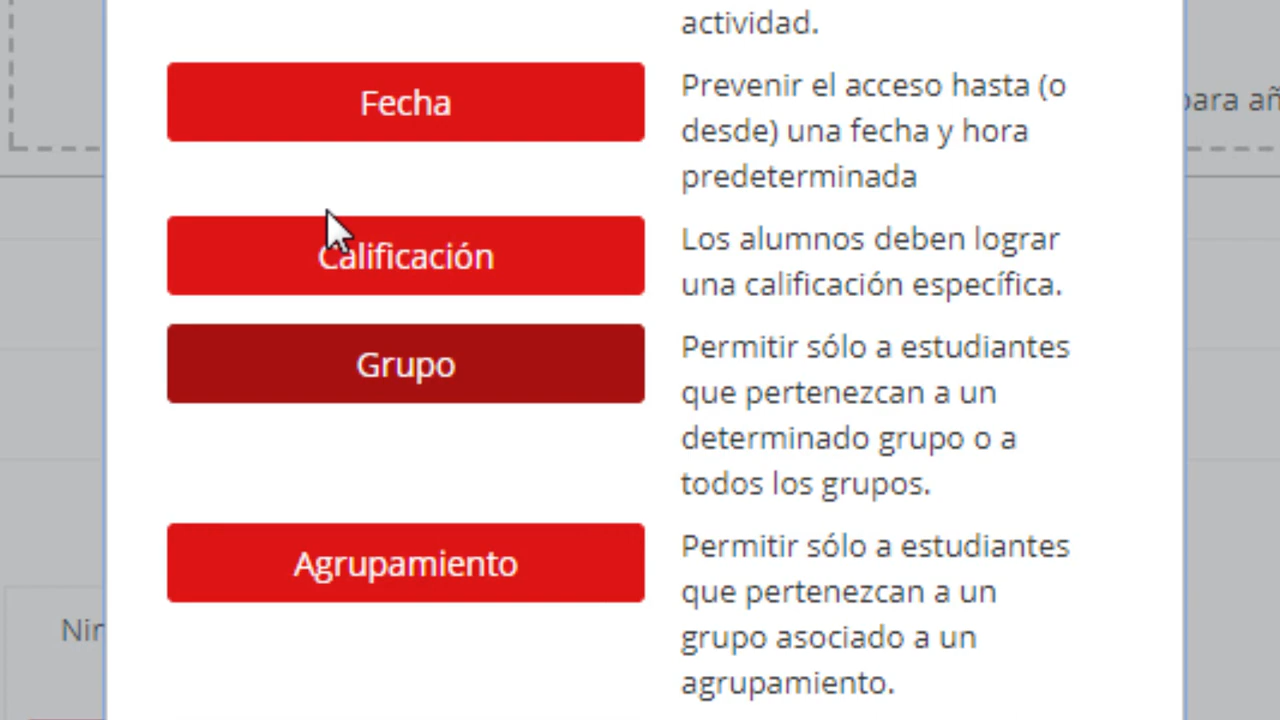 actividad.
Fecha
Prevenir el acceso hasta (o
desde) una fecha y hora
predeterminada
para añ
Calificación
Los alumnos deben lograr
una calificación específica.
Grupo
Permitir sólo a estudiantes
que pertenezcan a un
determinado grupo o a
todos los grupos.
Agrupamiento
Permitir sólo a estudiantes
que pertenezcan a un
grupo asociado a un
agrupamiento.